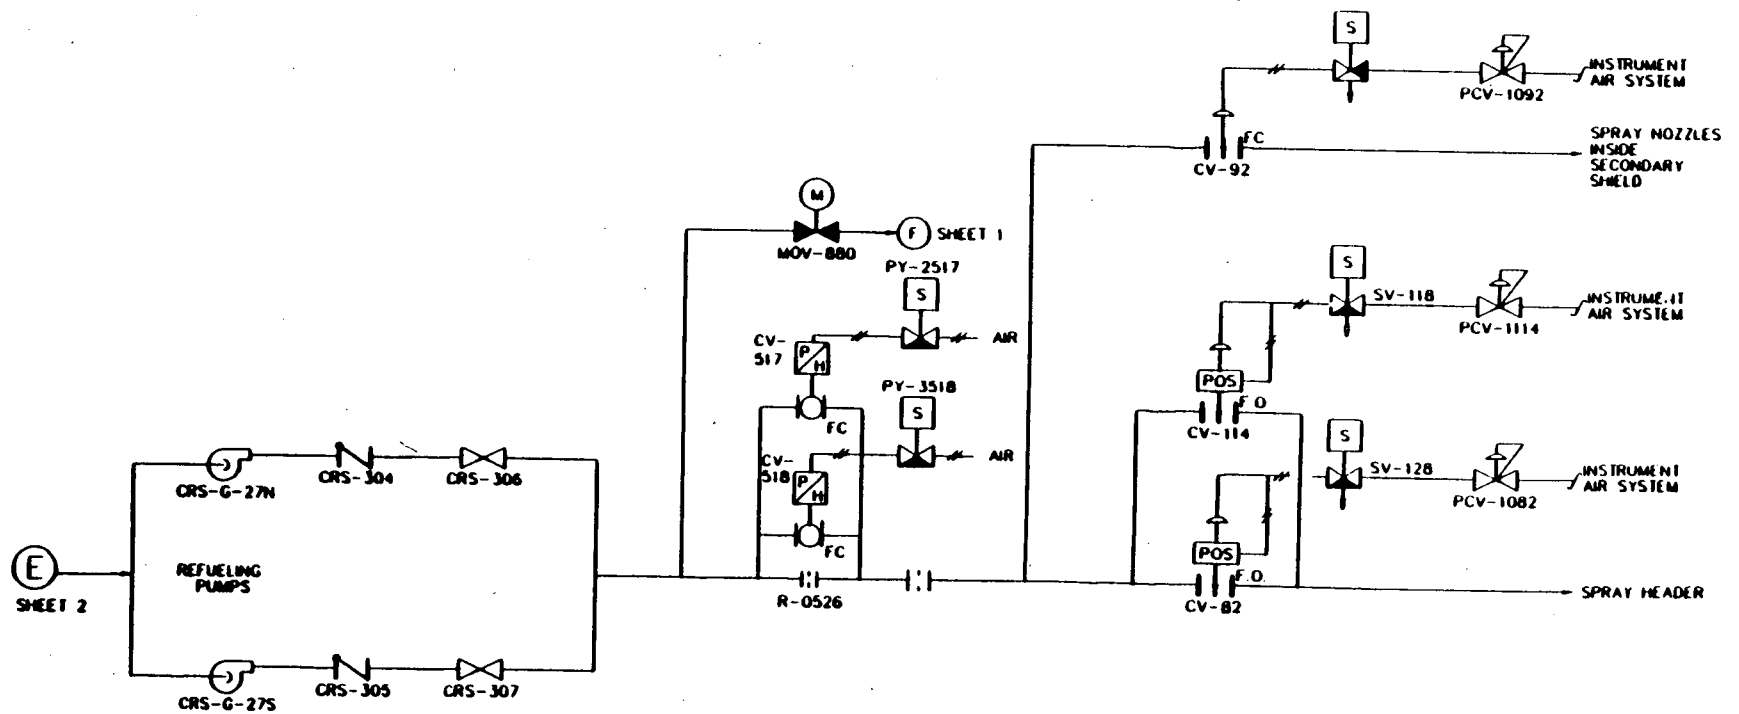 S
INSTRUMENT
AIR SYSTEM
PCV-1092
FC
SPRAY NOZZLES
INSIDE
SECONDARY
SHIELD
CV-92
M
F
SHEET 1
MOV-880
PY-2517
S
AIR
CV-
517
P
H
FC
PY-3518
S
AIR
CV-
518
P
H
FC
S
SV-118
INSTRUMENT
AIR SYSTEM
PCV-1114
POS
F.O
CV-114
S
SV-128
INSTRUMENT
AIR SYSTEM
PCV-1082
POS
F.O.
CV-82
SPRAY HEADER
CRS-G-27N
CRS-304
CRS-306
E
SHEET 2
REFUELING
PUMPS
R-0526
CRS-G-27S
CRS-305
CRS-307